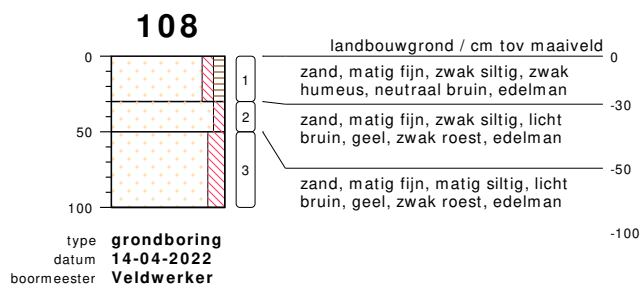 108
landbouwgrond / cm tov maaiveld
0
0
1
zand, matig fijn, zwak siltig, zwak
humeus, neutraal bruin, edelman
-30
2
zand, matig fijn, zwak siltig, licht
bruin, geel, zwak roest, edelman
50
-50
3
zand, matig fijn, matig siltig, licht
bruin, geel, zwak roest, edelman
100
-100
type grondboring
datum 14-04-2022
boormeester Veldwerker